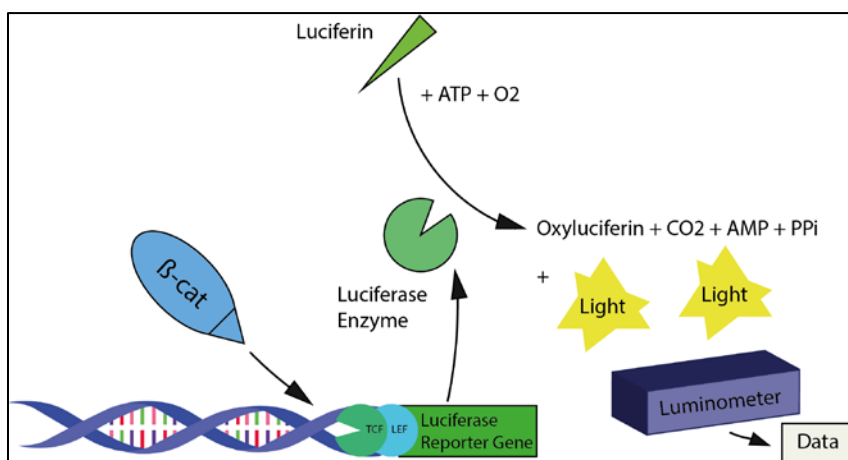 Luciferin
+ ATP + O2
Oxyluciferin + CO2 + AMP + PPi
+
Light
Light
ß-cat
Luciferase
Enzyme
TCF
LEF
Luciferase
Reporter Gene
Luminometer
Data